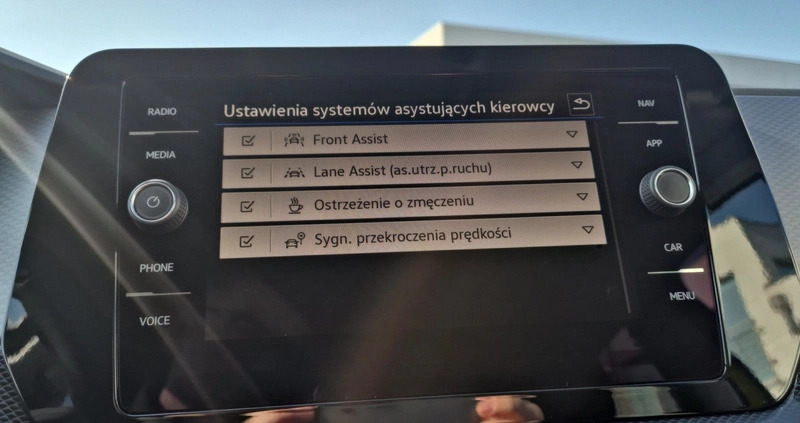 RADIO
MEDIA
PHONE
VOICE
Ustawienia systemów asystujących kierowcy
Front Assist
Lane Assist (as.utrz.p.ruchu)
Ostrzeżenie o zmęczeniu
Sygn. przekroczenia prędkości
NAV
APP
CAR
MENU